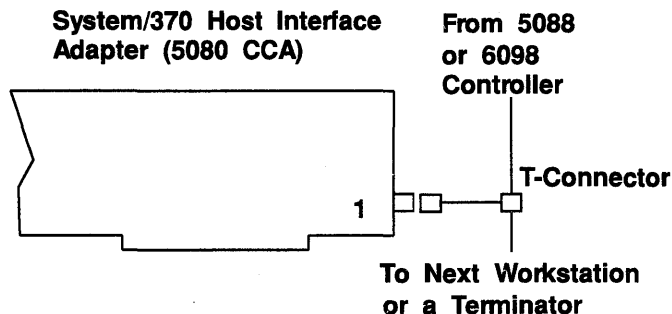 System/370 Host Interface
Adapter (5080 CCA)
From 5088
or 6098
Controller
T-Connector
1
To Next Workstation
or a Terminator